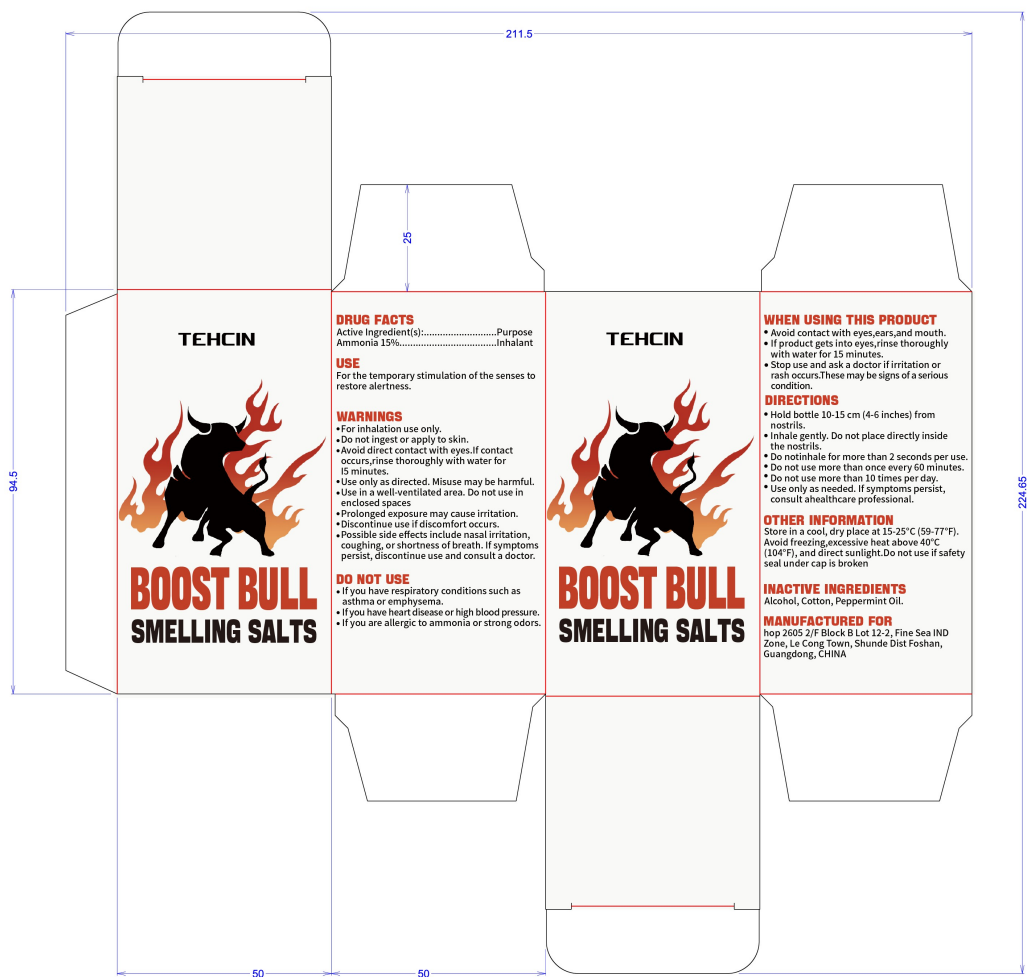 211.5
25
94.5
224.65
TEHCIN
BOOST BULL
SMELLING SALTS
DRUG FACTS
Active Ingredient(s):...........................Purpose
Ammonia 15%....................................Inhalant
USE
For the temporary stimulation of the senses to
restore alertness.
WARNINGS
•For inhalation use only.
•Do not ingest or apply to skin.
•Avoid direct contact with eyes.If contact
occurs,rinse thoroughly with water for
I5 minutes.
•Use only as directed. Misuse may be harmful.
•Use in a well-ventilated area. Do not use in
enclosed spaces
•Prolonged exposure may cause irritation.
•Discontinue use if discomfort occurs.
•Possible side effects include nasal irritation,
coughing, or shortness of breath. If symptoms
persist, discontinue use and consult a doctor.
DO NOT USE
• If you have respiratory conditions such as
asthma or emphysema.
• If you have heart disease or high blood pressure.
• If you are allergic to ammonia or strong odors.
TEHCIN
BOOST BULL
SMELLING SALTS
WHEN USING THIS PRODUCT
• Avoid contact with eyes,ears,and mouth.
• If product gets into eyes,rinse thoroughly
with water for 15 minutes.
• Stop use and ask a doctor if irritation or
rash occurs.These may be signs of a serious
condition.
DIRECTIONS
• Hold bottle 10-15 cm (4-6 inches) from
nostrils.
• Inhale gently. Do not place directly inside
the nostrils.
• Do notinhale for more than 2 seconds per use.
• Do not use more than once every 60 minutes.
• Do not use more than 10 times per day.
• Use only as needed. If symptoms persist,
consult ahealthcare professional.
OTHER INFORMATION
Store in a cool, dry place at 15-25°C (59-77°F).
Avoid freezing,excessive heat above 40°C
(104°F), and direct sunlight.Do not use if safety
seal under cap is broken
INACTIVE INGREDIENTS
Alcohol, Cotton, Peppermint Oil.
MANUFACTURED FOR
hop 2605 2/F Block B Lot 12-2, Fine Sea IND
Zone, Le Cong Town, Shunde Dist Foshan,
Guangdong, CHINA
50
50